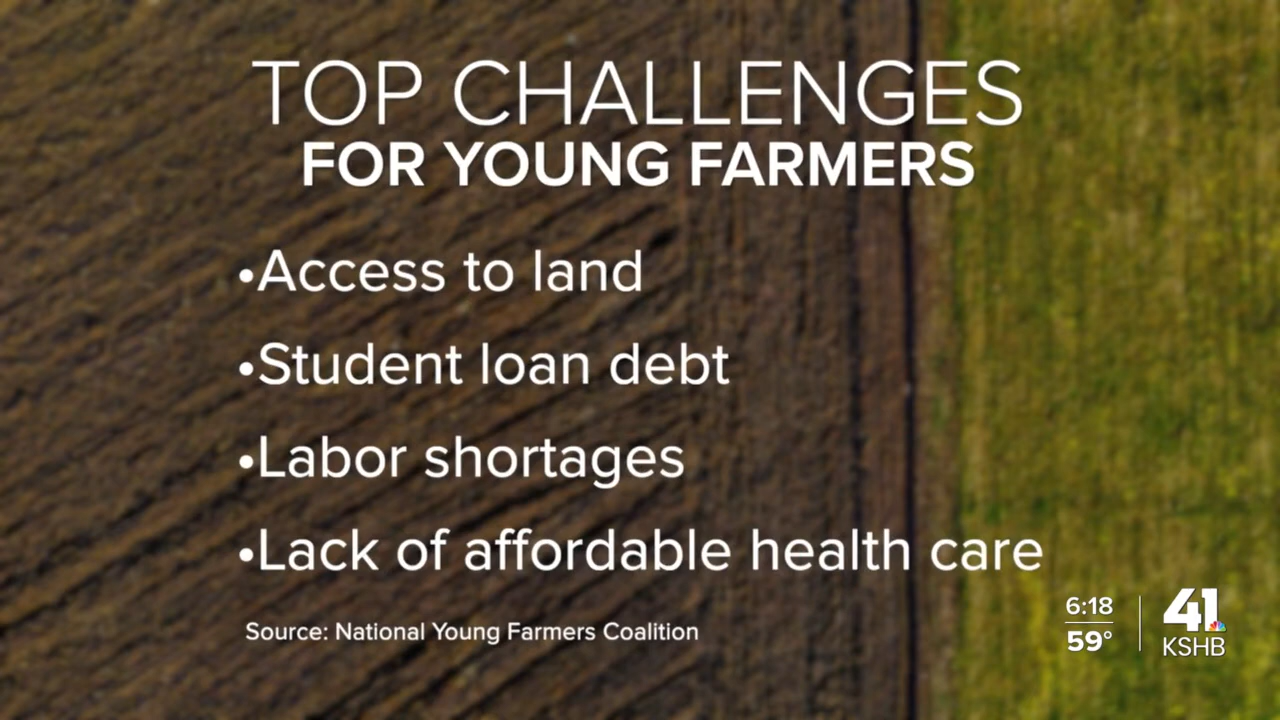 TOP CHALLENGES
FOR YOUNG FARMERS
•Access to land
•Student loan debt
•Labor shortages
•Lack of affordable health care
Source: National Young Farmers Coalition
6:18
59°
41
KSHB